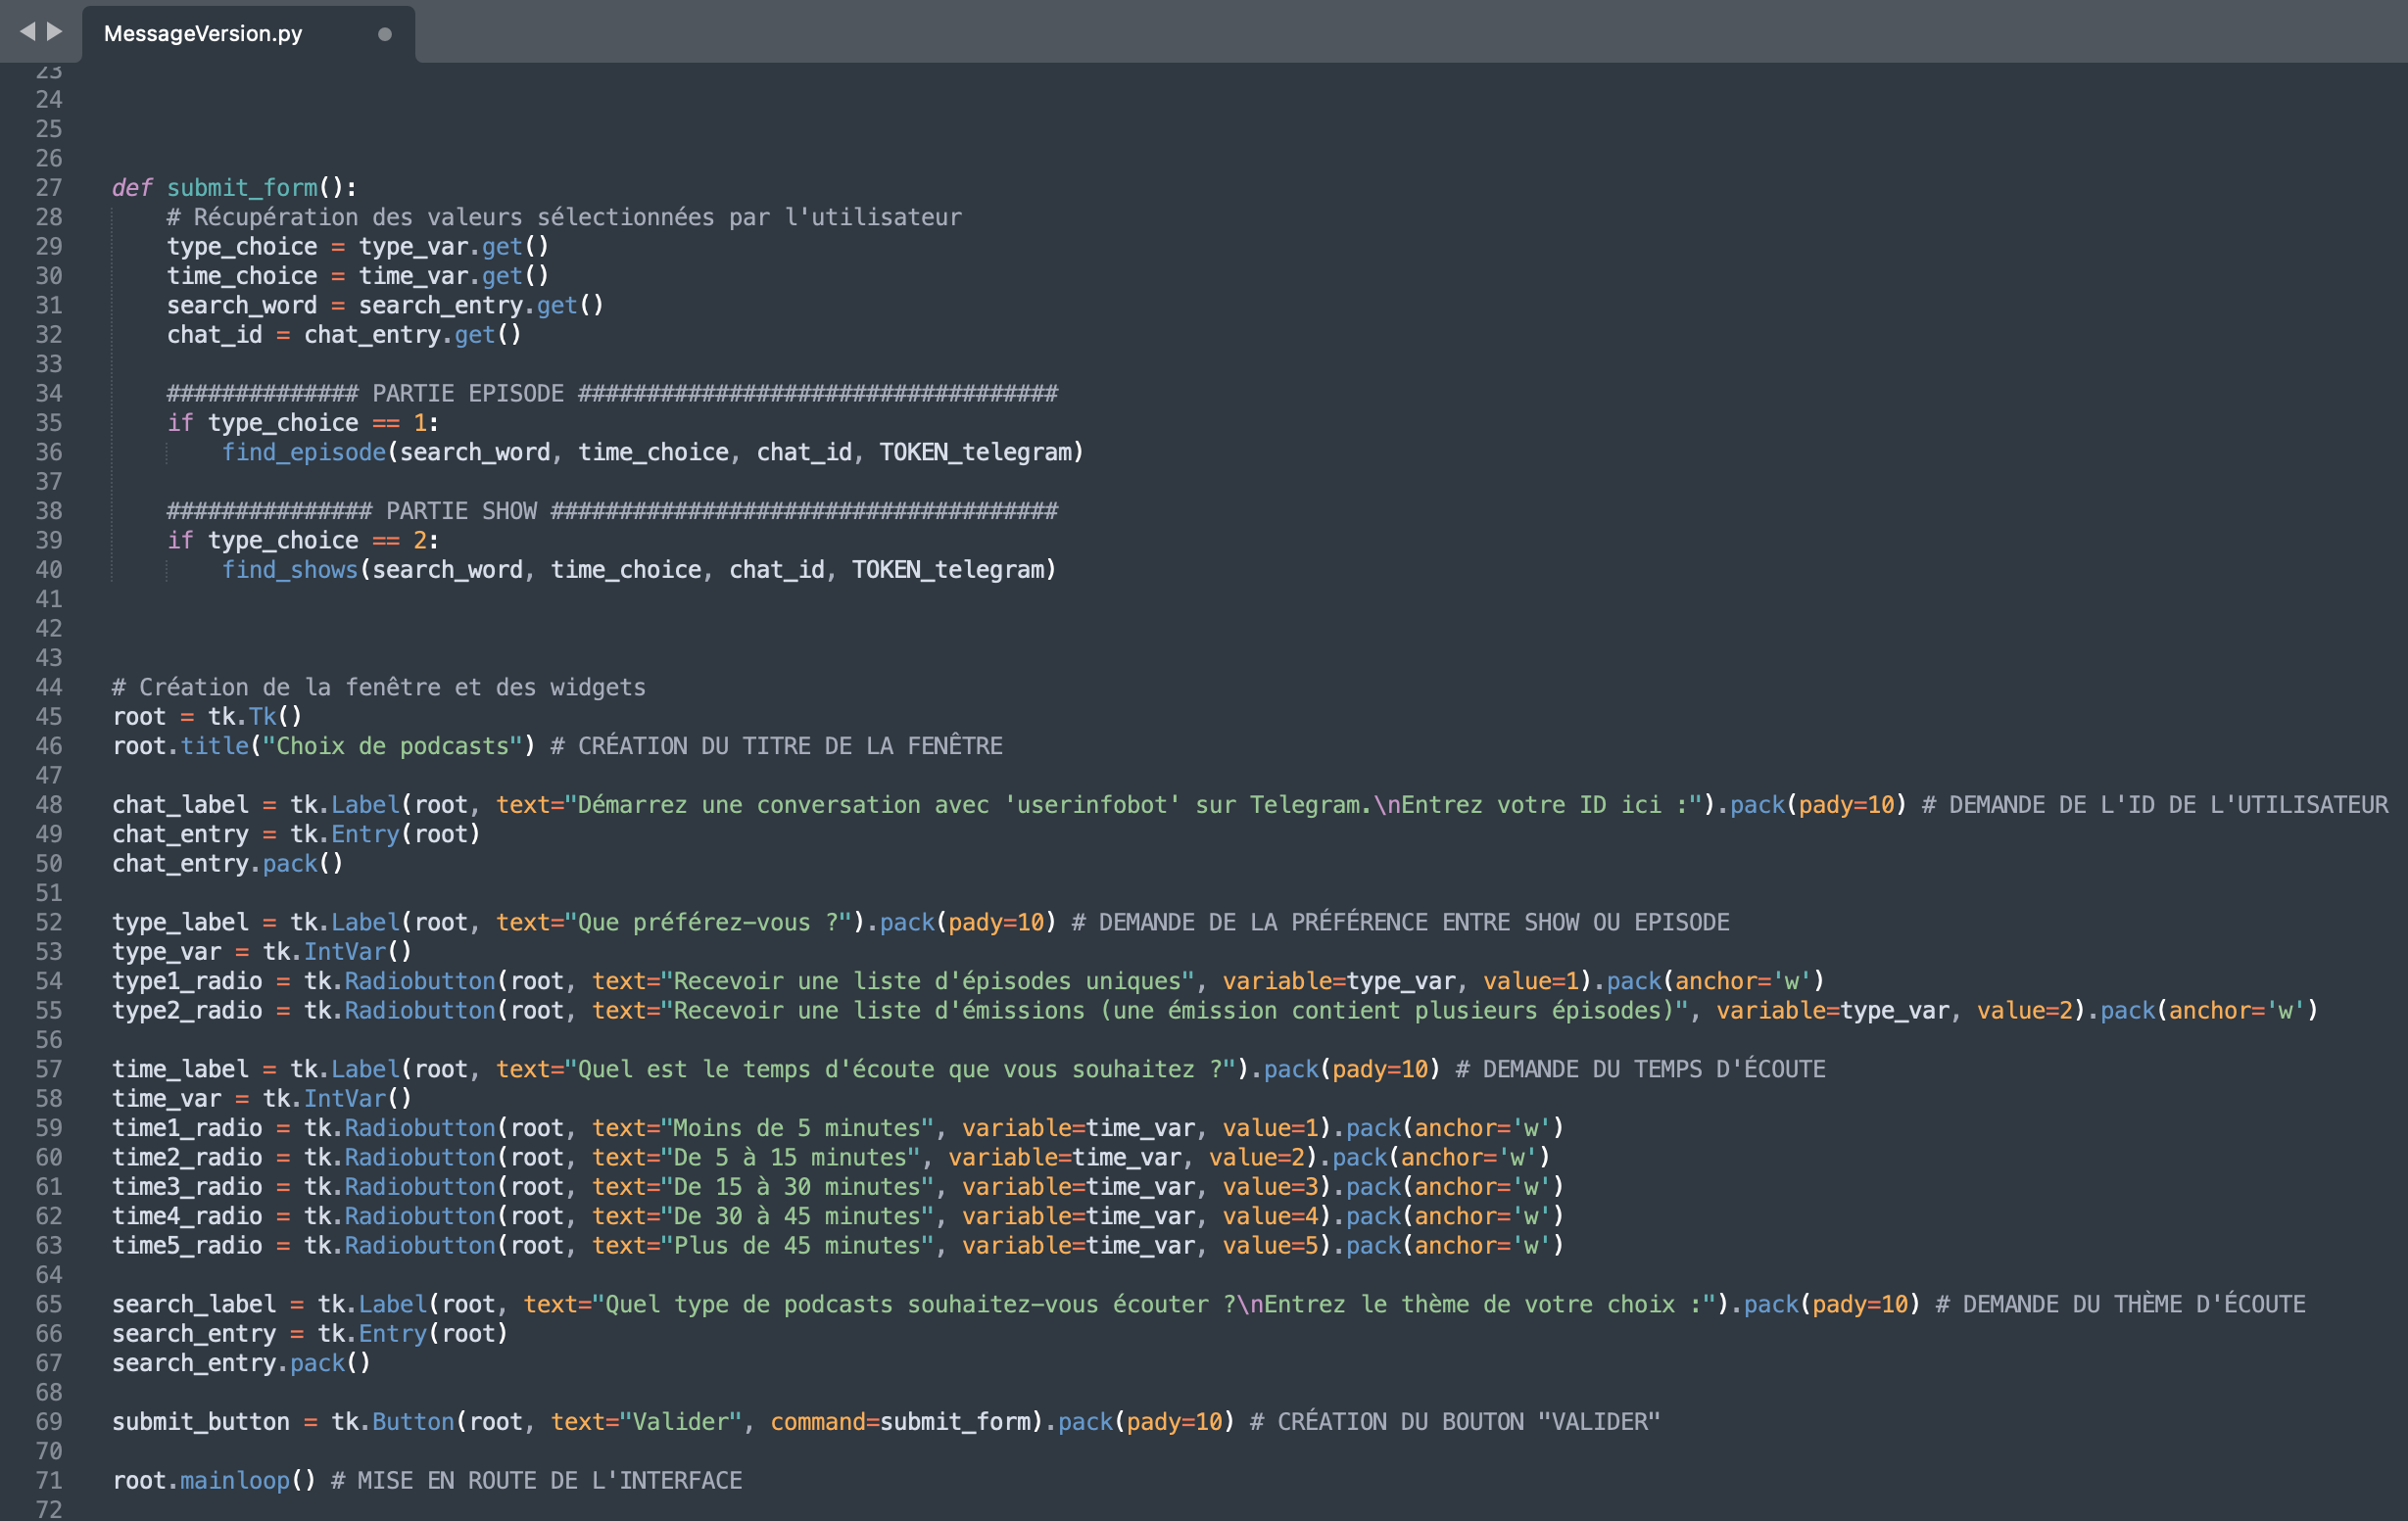 MessageVersion.py
23
24
25
26
27 def submit_form():
28     # Récupération des valeurs sélectionnées par l'utilisateur
29     type_choice = type_var.get()
30     time_choice = time_var.get()
31     search_word = search_entry.get()
32     chat_id = chat_entry.get()
33
34     ############## PARTIE EPISODE ###################################
35     if type_choice == 1:
36         find_episode(search_word, time_choice, chat_id, TOKEN_telegram)
37
38     ############### PARTIE SHOW #####################################
39     if type_choice == 2:
40         find_shows(search_word, time_choice, chat_id, TOKEN_telegram)
41
42
43
44 # Création de la fenêtre et des widgets
45 root = tk.Tk()
46 root.title("Choix de podcasts") # CRÉATION DU TITRE DE LA FENÊTRE
47
48 chat_label = tk.Label(root, text="Démarrez une conversation avec 'userinfobot' sur Telegram.\nEntrez votre ID ici :").pack(pady=10) # DEMANDE DE L'ID DE L'UTILISATEUR
49 chat_entry = tk.Entry(root)
50 chat_entry.pack()
51
52 type_label = tk.Label(root, text="Que préférez-vous ?").pack(pady=10) # DEMANDE DE LA PRÉFÉRENCE ENTRE SHOW OU EPISODE
53 type_var = tk.IntVar()
54 type1_radio = tk.Radiobutton(root, text="Recevoir une liste d'épisodes uniques", variable=type_var, value=1).pack(anchor='w')
55 type2_radio = tk.Radiobutton(root, text="Recevoir une liste d'émissions (une émission contient plusieurs épisodes)", variable=type_var, value=2).pack(anchor='w')
56
57 time_label = tk.Label(root, text="Quel est le temps d'écoute que vous souhaitez ?").pack(pady=10) # DEMANDE DU TEMPS D'ÉCOUTE
58 time_var = tk.IntVar()
59 time1_radio = tk.Radiobutton(root, text="Moins de 5 minutes", variable=time_var, value=1).pack(anchor='w')
60 time2_radio = tk.Radiobutton(root, text="De 5 à 15 minutes", variable=time_var, value=2).pack(anchor='w')
61 time3_radio = tk.Radiobutton(root, text="De 15 à 30 minutes", variable=time_var, value=3).pack(anchor='w')
62 time4_radio = tk.Radiobutton(root, text="De 30 à 45 minutes", variable=time_var, value=4).pack(anchor='w')
63 time5_radio = tk.Radiobutton(root, text="Plus de 45 minutes", variable=time_var, value=5).pack(anchor='w')
64
65 search_label = tk.Label(root, text="Quel type de podcasts souhaitez-vous écouter ?\nEntrez le thème de votre choix :").pack(pady=10) # DEMANDE DU THÈME D'ÉCOUTE
66 search_entry = tk.Entry(root)
67 search_entry.pack()
68
69 submit_button = tk.Button(root, text="Valider", command=submit_form).pack(pady=10) # CRÉATION DU BOUTON "VALIDER"
70
71 root.mainloop() # MISE EN ROUTE DE L'INTERFACE
72